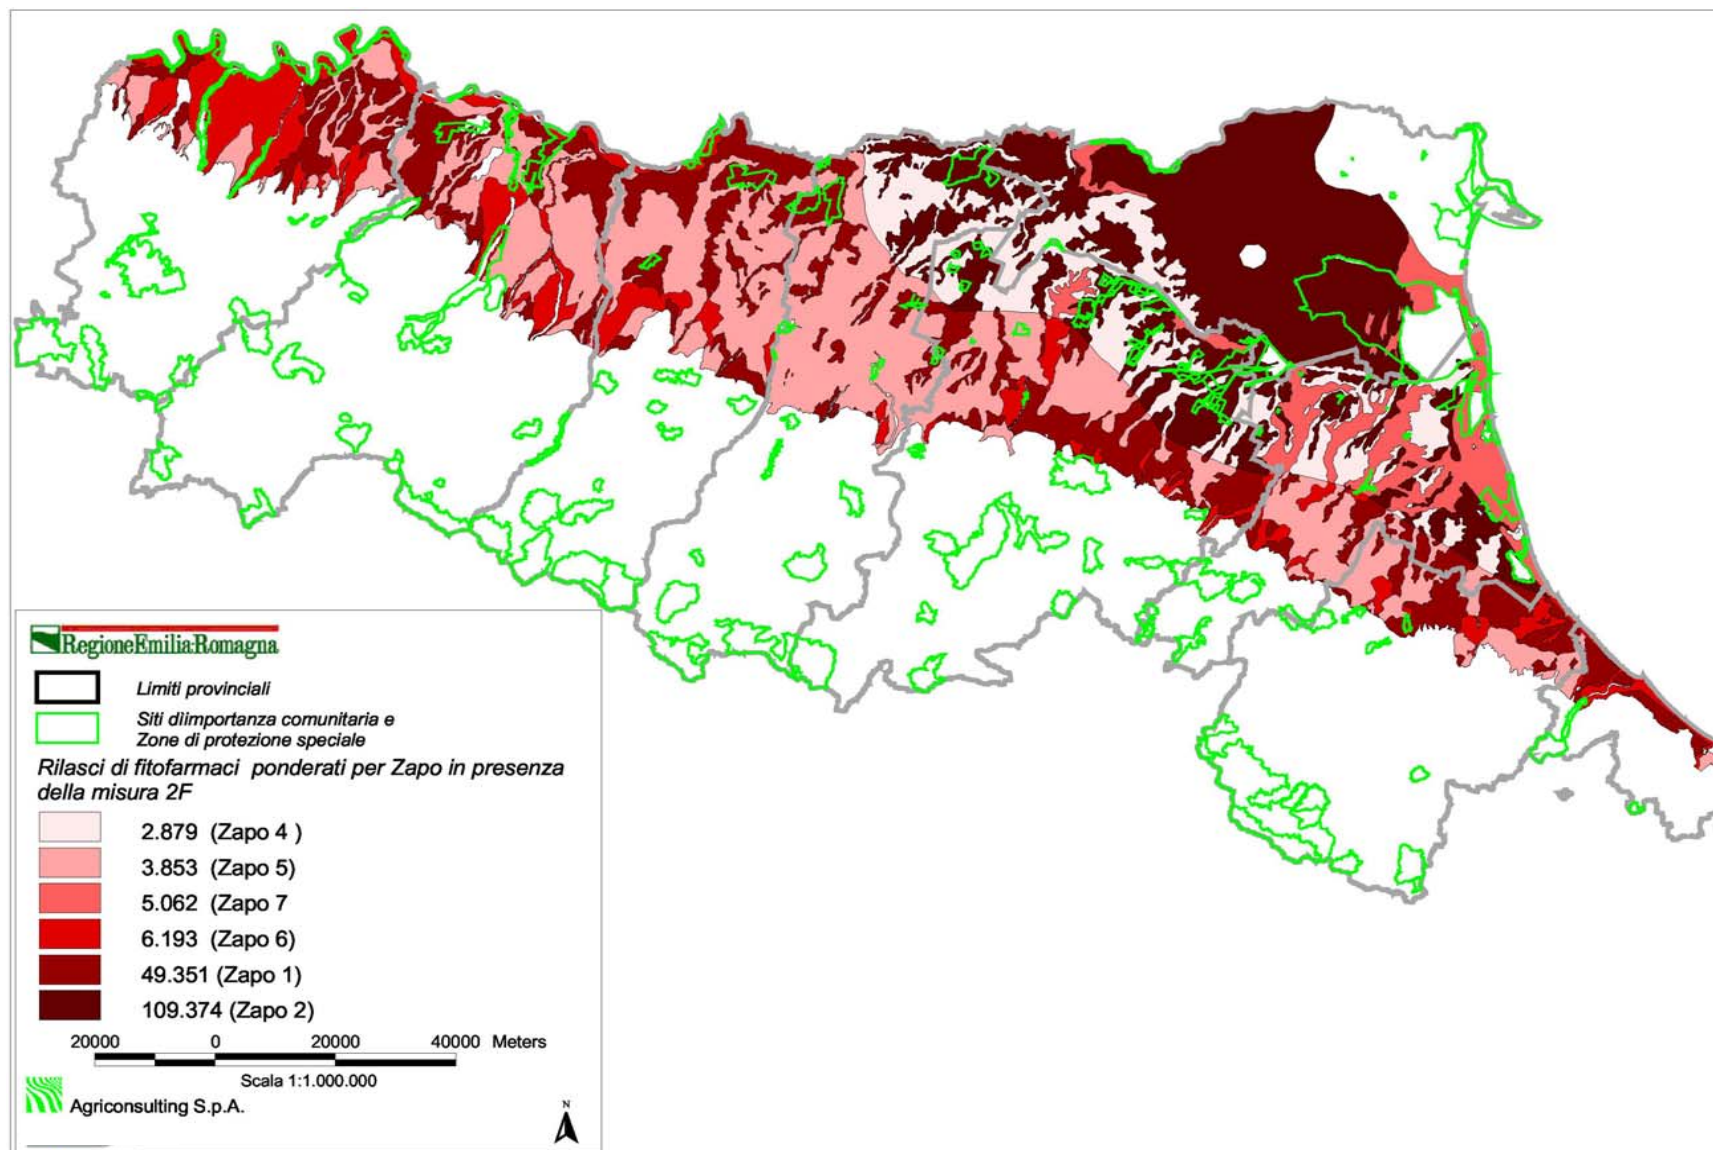 RegioneEmilia-Romagna
Limiti provinciali
Siti dìimportanza comunitaria e
Zone di protezione speciale
Rilasci di fitofarmaci ponderati per Zapo in presenza
della misura 2F
2.879 (Zapo 4 )
3.853 (Zapo 5)
5.062 (Zapo 7
6.193 (Zapo 6)
49.351 (Zapo 1)
109.374 (Zapo 2)
20000 0 20000 40000 Meters
Scala 1:1.000.000
Agriconsulting S.p.A.
N